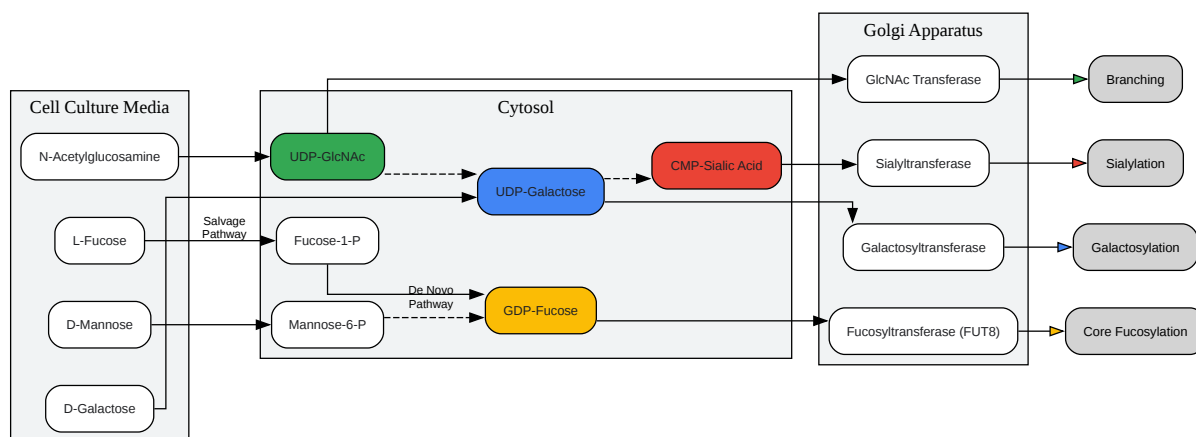 Golgi Apparatus
GlcNAc Transferase
Branching
Cell Culture Media
Cytosol
N-Acetylglucosamine
UDP-GlcNAc
CMP-Sialic Acid
Sialyltransferase
Sialylation
UDP-Galactose
Salvage
Pathway
L-Fucose
Fucose-1-P
Galactosyltransferase
Galactosylation
De Novo
Pathway
GDP-Fucose
D-Mannose
Mannose-6-P
Fucosyltransferase (FUT8)
Core Fucosylation
D-Galactose